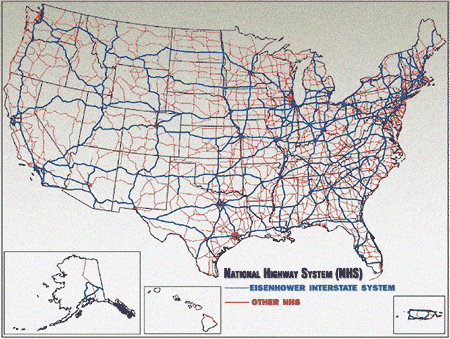 NATIONAL HIGHWAY SYSTEM (NHS)
EISENHOWER INTERSTATE SYSTEM
OTHER NHS